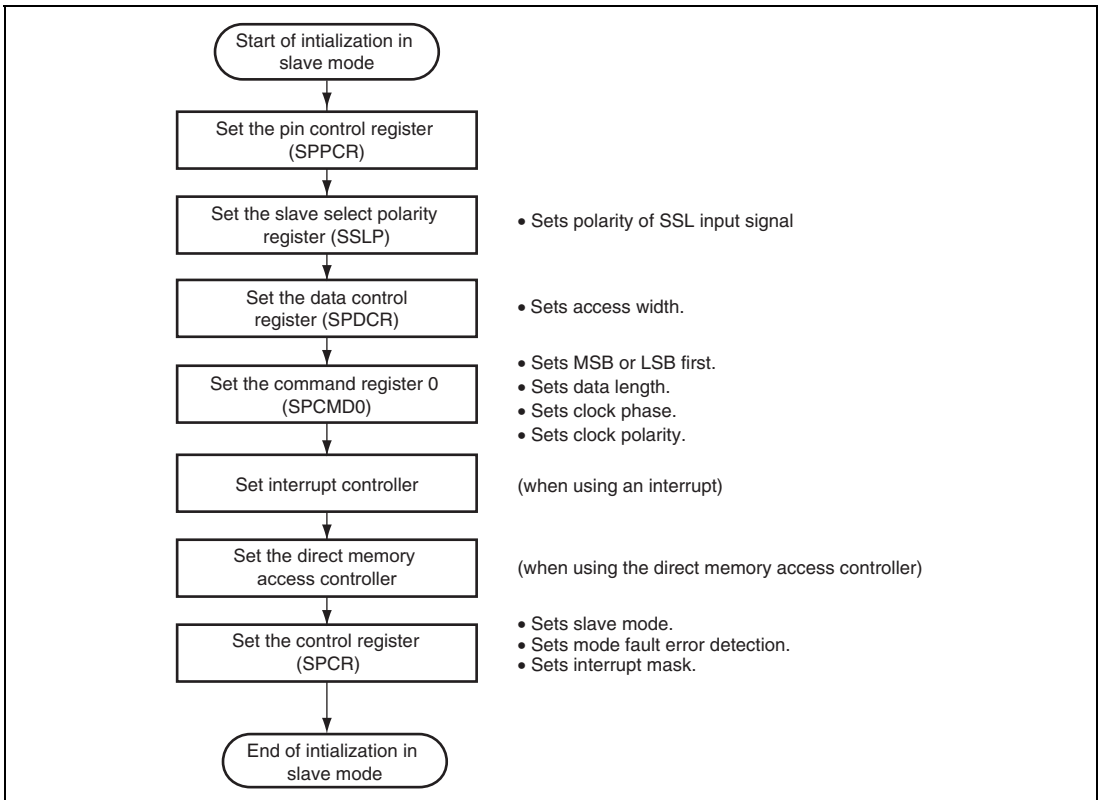 Start of intialization in
slave mode
Set the pin control register
(SPPCR)
Set the slave select polarity
register (SSLP)
• Sets polarity of SSL input signal
Set the data control
register (SPDCR)
• Sets access width.
Set the command register 0
(SPCMD0)
• Sets MSB or LSB first.
• Sets data length.
• Sets clock phase.
• Sets clock polarity.
Set interrupt controller
(when using an interrupt)
Set the direct memory
access controller
(when using the direct memory access controller)
Set the control register
(SPCR)
• Sets slave mode.
• Sets mode fault error detection.
• Sets interrupt mask.
End of intialization in
slave mode